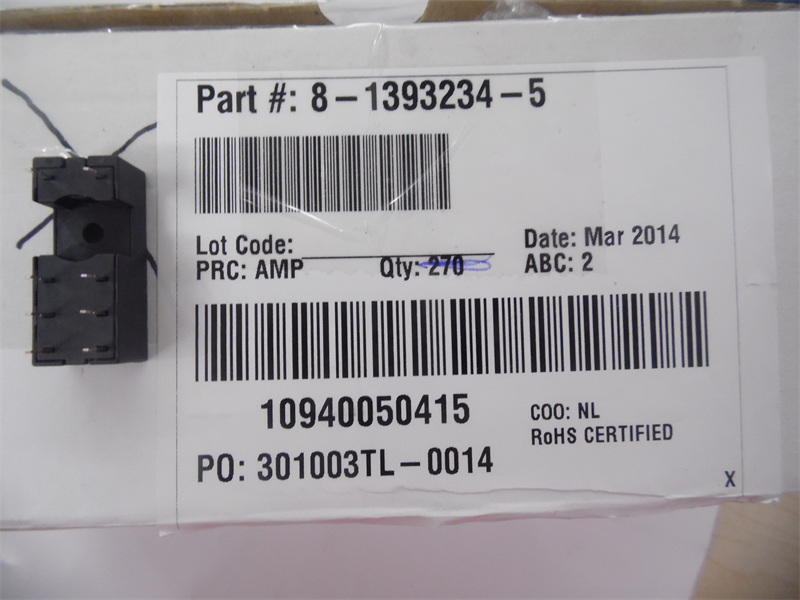 Part #: 8-1393234-5
Lot Code: Date: Mar 2014
PRC: AMP Qty: 270 ABC: 2
10940050415
COO: NL
RoHS CERTIFIED
PO: 301003TL-0014
X